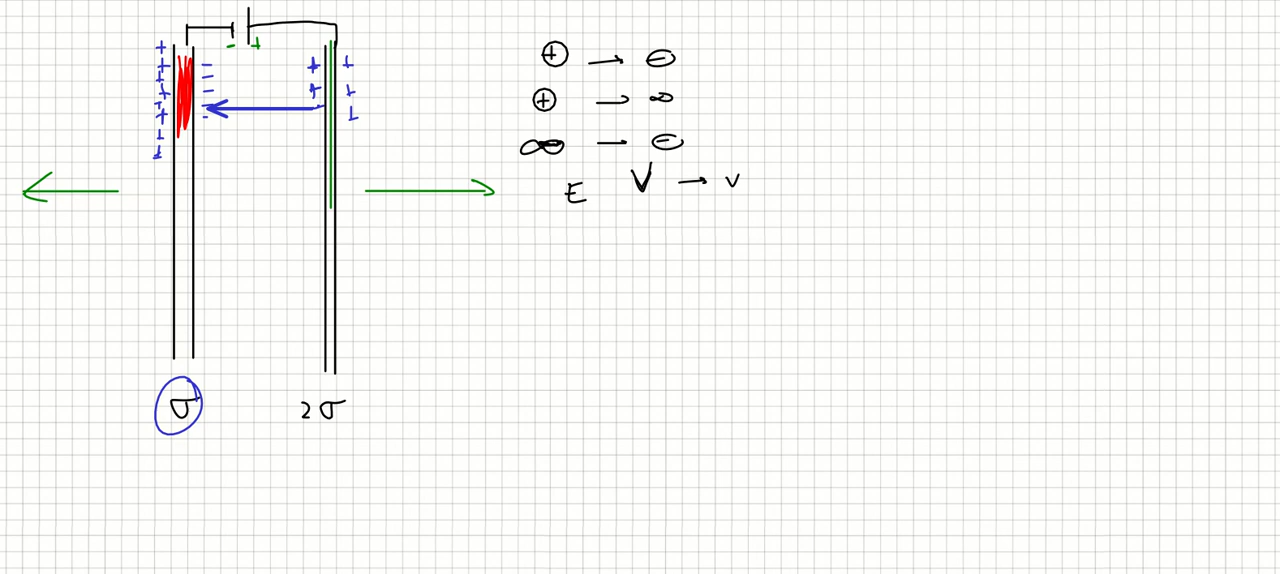 - +
⊕ → ⊖
⊕ → ∞
∞ → ⊖
E V → v
+ + + + + + +
- - - - -
+ +
+ + +
σ 2σ